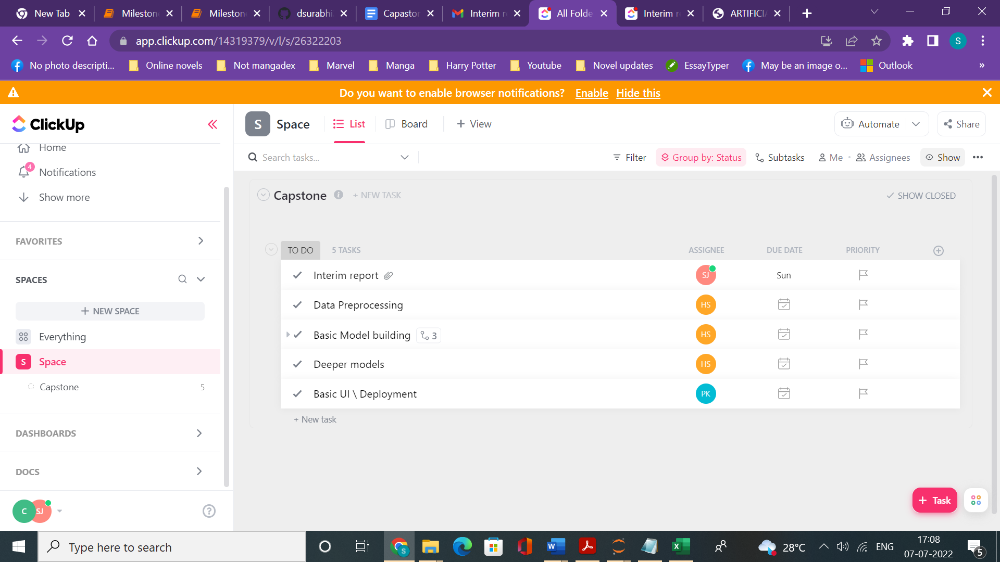 New Tab
Milestone
Milestone
dsurabhi
Capaston
Interim r
All Folde
Interim r
ARTIFICIA
app.clickup.com/14319379/v/l/s/26322203
S
No photo descripti...
Online novels
Not mangadex
Marvel
Manga
Harry Potter
Youtube
Novel updates
EssayTyper
May be an image o...
Outlook
»
Do you want to enable browser notifications? Enable Hide this
ClickUp
Home
4
Notifications
Show more
FAVORITES
SPACES
+ NEW SPACE
Everything
S Space
Capstone 5
DASHBOARDS
DOCS
C SJ
?
S Space
List
Board
+ View
Automate
Share
Search tasks...
Filter
Group by: Status
Subtasks
Me
Assignees
Show
Capstone
+ NEW TASK
SHOW CLOSED
TO DO 5 TASKS ASSIGNEE DUE DATE PRIORITY
Interim report SJ Sun
Data Preprocessing HS
Basic Model building 3 HS
Deeper models HS
Basic UI \ Deployment PK
+ New task
+ Task
Type here to search
S
28°C
ENG
17:08
07-07-2022
5